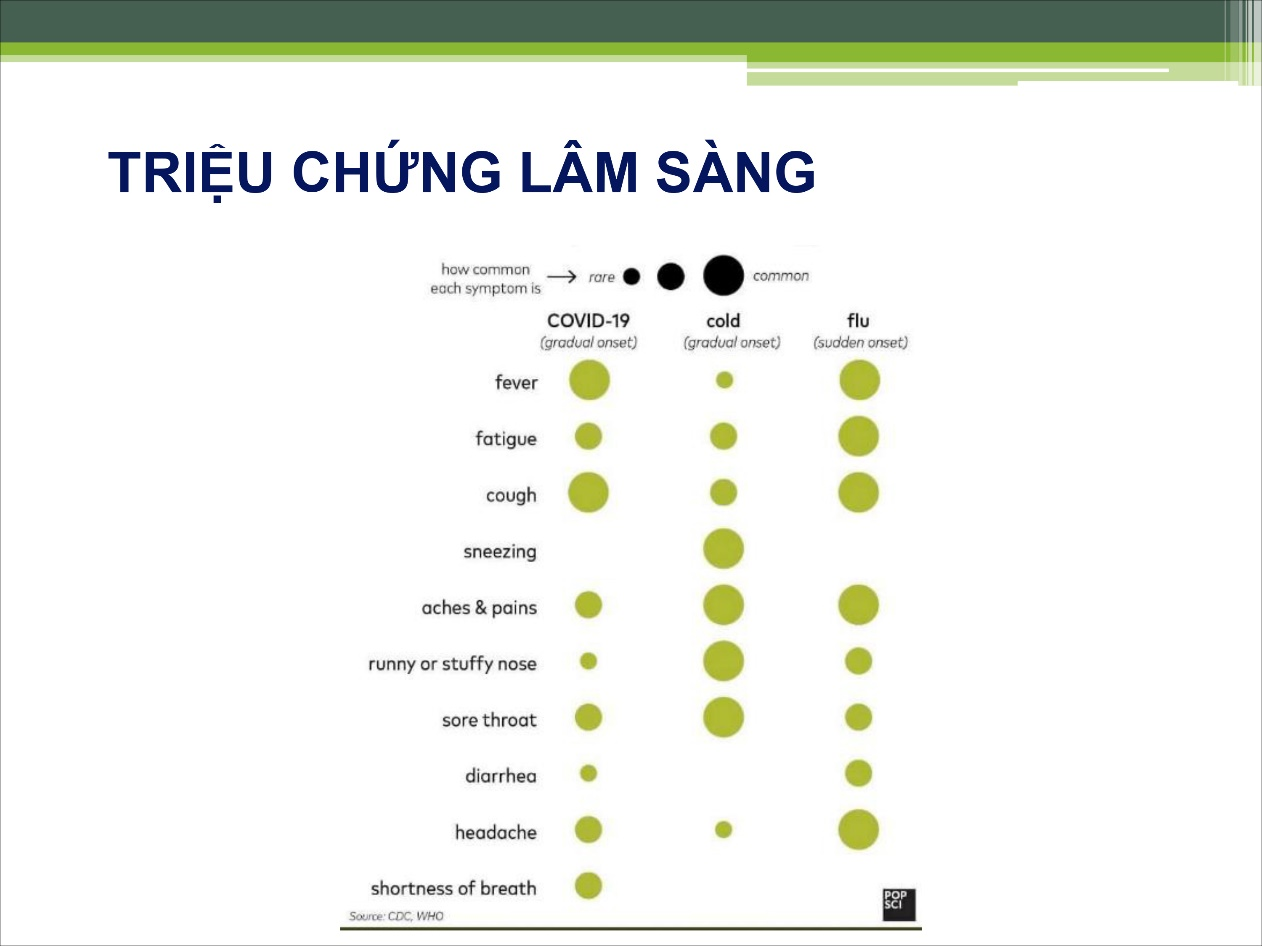 TRIỆU CHỨNG LÂM SÀNG
how common
each symptom is
rare
common
COVID-19
(gradual onset)
cold
(gradual onset)
flu
(sudden onset)
fever
fatigue
cough
sneezing
aches & pains
runny or stuffy nose
sore throat
diarrhea
headache
shortness of breath
Source: CDC, WHO
POP
SCI